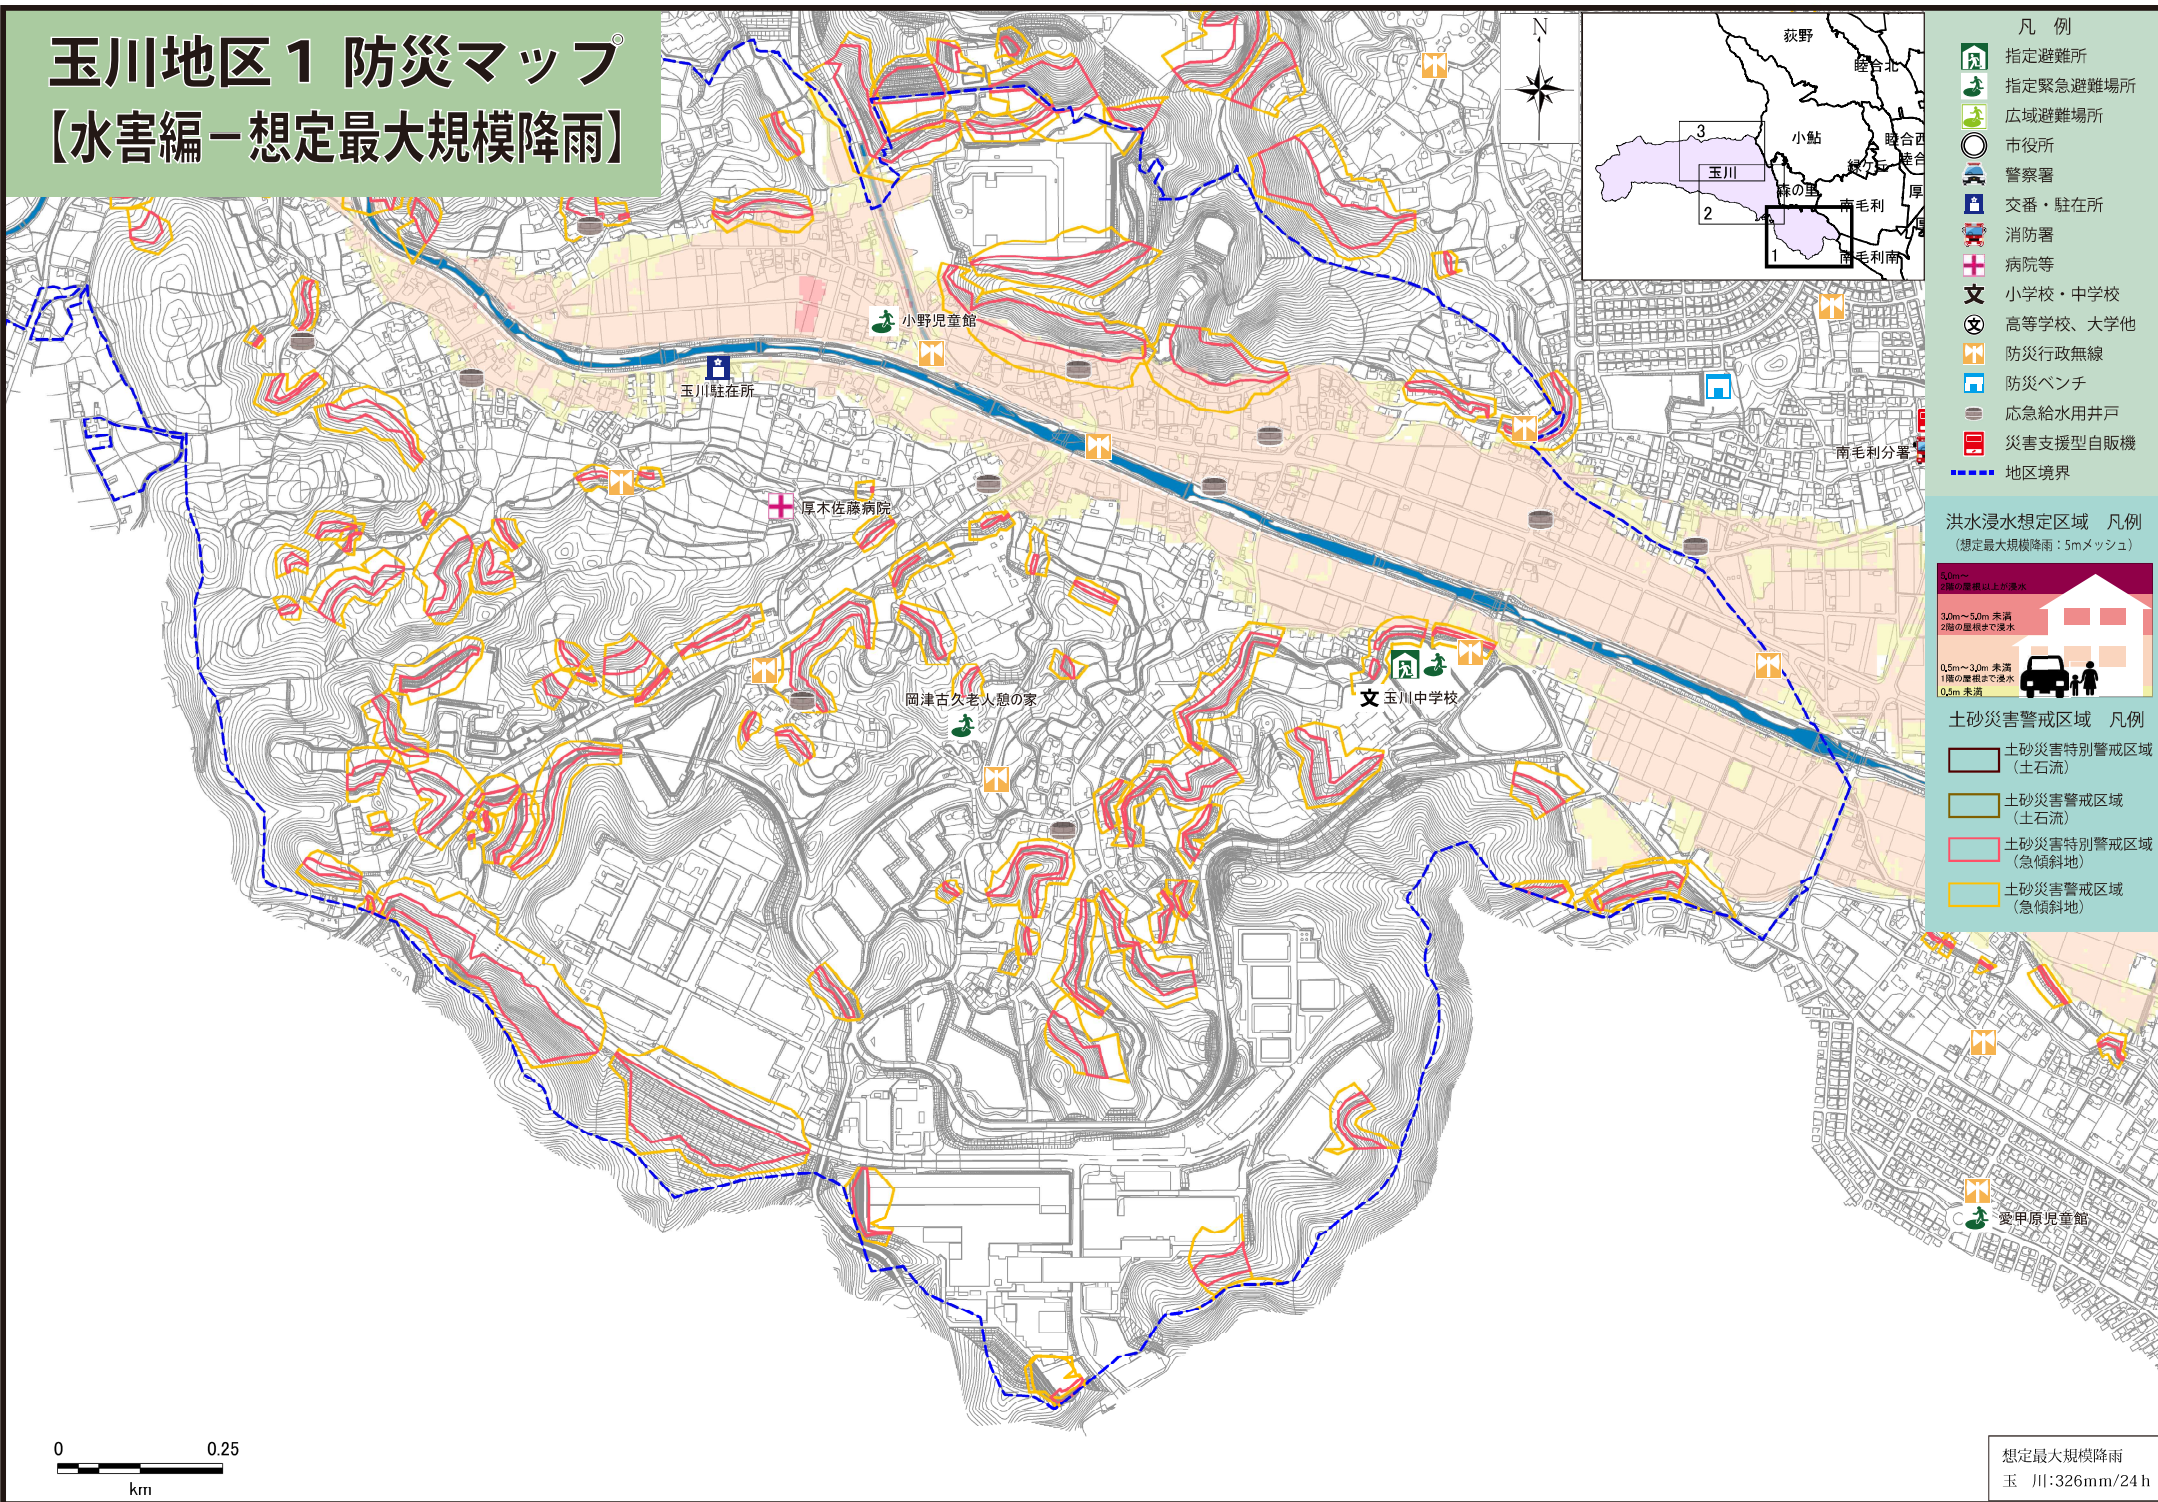 玉川地区１ 防災マップ
【水害編－想定最大規模降雨】
N
荻野
睦合北
3
小鮎
睦合西
玉川
森の里
南毛利
2
1
南毛利南
凡 例
指定避難所
指定緊急避難場所
広域避難場所
市役所
警察署
交番・駐在所
消防署
病院等
文 小学校・中学校
文 高等学校、大学他
防災行政無線
防災ベンチ
応急給水用井戸
災害支援型自販機
地区境界
洪水浸水想定区域 凡例
（想定最大規模降雨：5mメッシュ）
5.0m～
2階の屋根以上が浸水
3.0m～5.0m 未満
2階の屋根まで浸水
0.5m～3.0m 未満
1階の屋根まで浸水
0.5m 未満
土砂災害警戒区域 凡例
土砂災害特別警戒区域
（土石流）
土砂災害警戒区域
（土石流）
土砂災害特別警戒区域
（急傾斜地）
土砂災害警戒区域
（急傾斜地）
小野児童館
玉川駐在所
南毛利分署
厚木佐藤病院
岡津古久老人憩の家
文 玉川中学校
愛甲原児童館
0 0.25
km
想定最大規模降雨
玉 川：326mm/24h